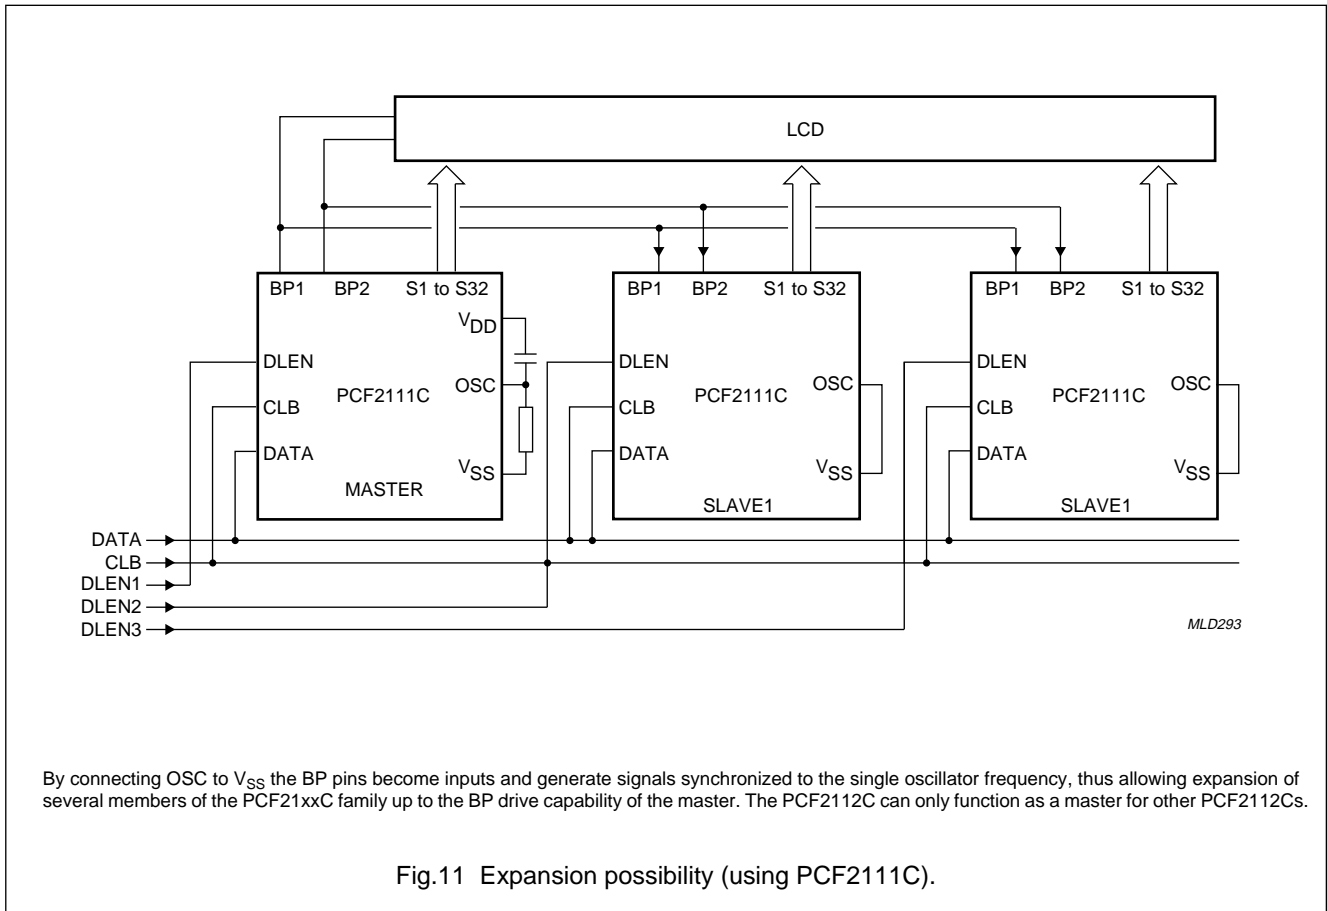 LCD
BP1 BP2 S1 to S32
BP1 BP2 S1 to S32
BP1 BP2 S1 to S32
VDD
DLEN
DLEN
DLEN
PCF2111C OSC
PCF2111C OSC
PCF2111C OSC
CLB
CLB
CLB
DATA
DATA
DATA
VSS
VSS
VSS
MASTER
SLAVE1
SLAVE1
DATA
CLB
DLEN1
DLEN2
DLEN3
MLD293
By connecting OSC to VSS the BP pins become inputs and generate signals synchronized to the single oscillator frequency, thus allowing expansion of
several members of the PCF21xxC family up to the BP drive capability of the master. The PCF2112C can only function as a master for other PCF2112Cs.
Fig.11 Expansion possibility (using PCF2111C).